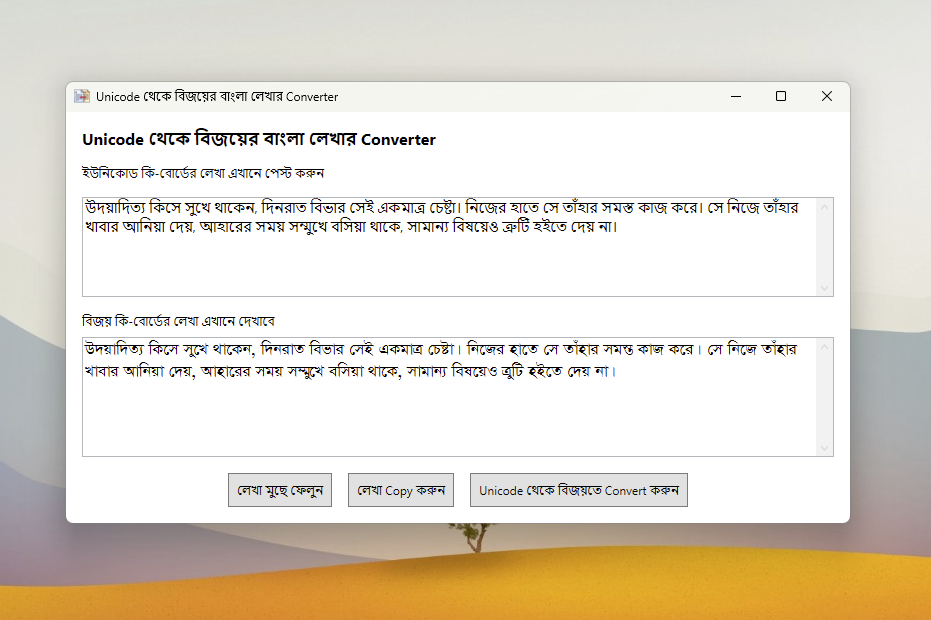 Unicode থেকে বিজয়ের বাংলা লেখার Converter
Unicode থেকে বিজয়ের বাংলা লেখার Converter
ইউনিকোড কি-বোর্ডের লেখা এখানে পেস্ট করুন
উদয়াদিত্য কিসে সুখে থাকেন, দিনরাত বিভার সেই একমাত্র চেষ্টা। নিজের হাতে সে তাঁহার সমস্ত কাজ করে। সে নিজে তাঁহার
খাবার আনিয়া দেয়, আহারের সময় সম্মুখে বসিয়া থাকে, সামান্য বিষয়েও ত্রুটি হইতে দেয় না।
বিজয় কি-বোর্ডের লেখা এখানে দেখাবে
উদয়াদিত্য কিসে সুখে থাকেন, দিনরাত বিভার সেই একমাত্র চেষ্টা। নিজের হাতে সে তাঁহার সমস্ত কাজ করে। সে নিজে তাঁহার
খাবার আনিয়া দেয়, আহারের সময় সম্মুখে বসিয়া থাকে, সামান্য বিষয়েও ত্রুটি হইতে দেয় না।
লেখা মুছে ফেলুন লেখা Copy করুন Unicode থেকে বিজয়তে Convert করুন